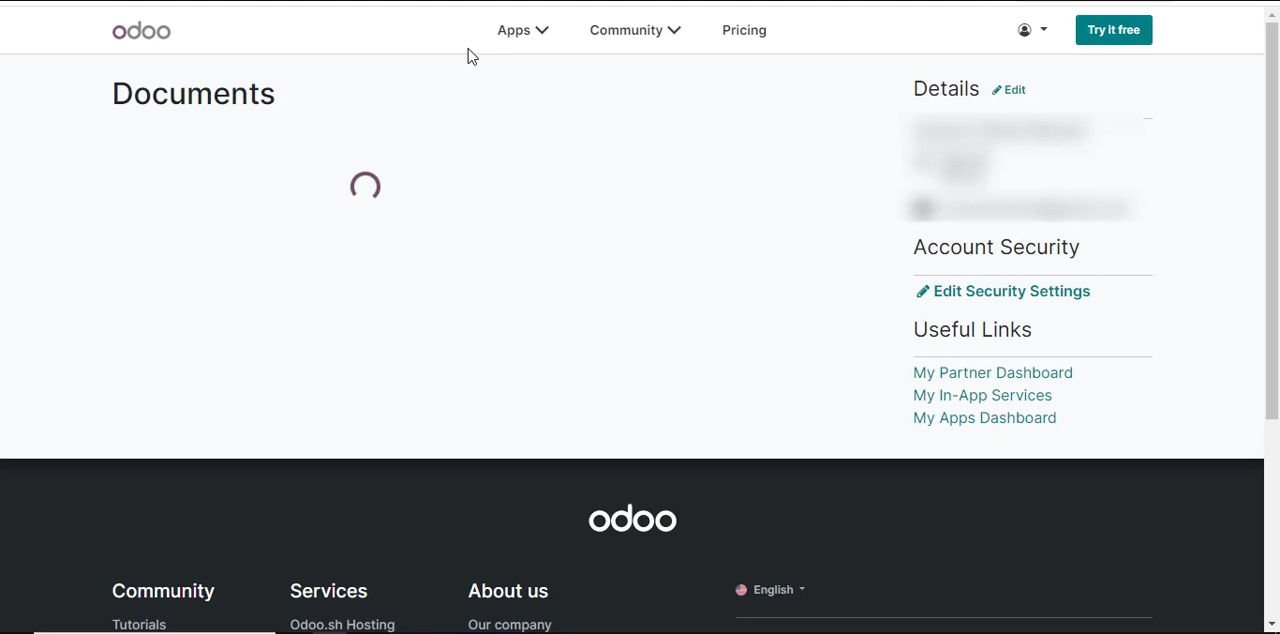 odoo
Apps
Community
Pricing
Try it free
Documents
Details
Edit
Account Security
Edit Security Settings
Useful Links
My Partner Dashboard
My In-App Services
My Apps Dashboard
odoo
Community
Services
About us
English
Tutorials
Odoo.sh Hosting
Our company